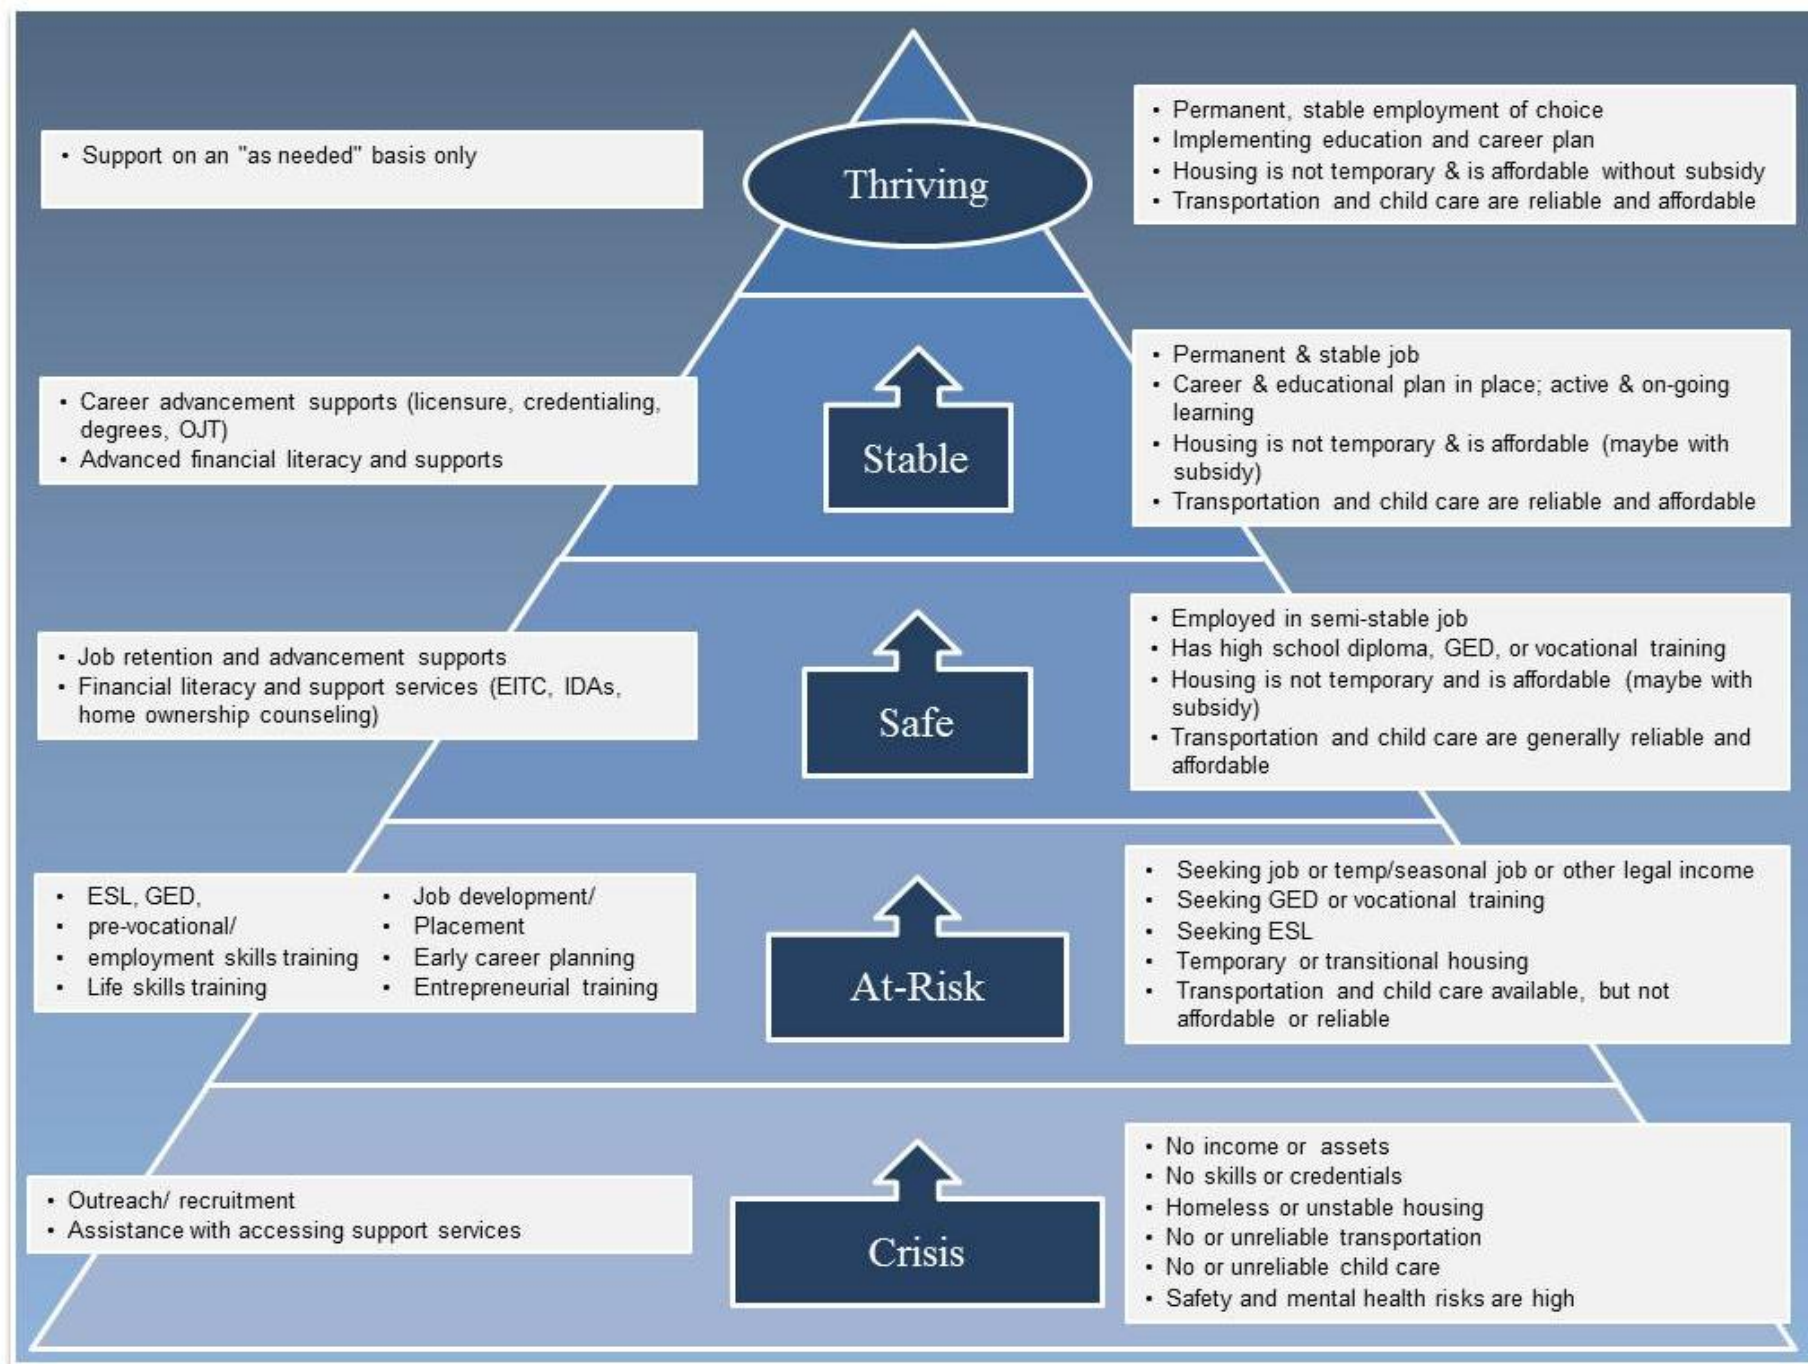 • Support on an "as needed" basis only
Thriving
• Permanent, stable employment of choice
• Implementing education and career plan
• Housing is not temporary & is affordable without subsidy
• Transportation and child care are reliable and affordable
• Career advancement supports (licensure, credentialing,
degrees, OJT)
• Advanced financial literacy and supports
Stable
• Permanent & stable job
• Career & educational plan in place; active & on-going
learning
• Housing is not temporary & is affordable (maybe with
subsidy)
• Transportation and child care are reliable and affordable
• Job retention and advancement supports
• Financial literacy and support services (EITC, IDAs,
home ownership counseling)
Safe
• Employed in semi-stable job
• Has high school diploma, GED, or vocational training
• Housing is not temporary and is affordable (maybe with
subsidy)
• Transportation and child care are generally reliable and
affordable
• ESL, GED,
• pre-vocational/
• employment skills training
• Life skills training
• Job development/
• Placement
• Early career planning
• Entrepreneurial training
At-Risk
• Seeking job or temp/seasonal job or other legal income
• Seeking GED or vocational training
• Seeking ESL
• Temporary or transitional housing
• Transportation and child care available, but not
affordable or reliable
• Outreach/ recruitment
• Assistance with accessing support services
Crisis
• No income or assets
• No skills or credentials
• Homeless or unstable housing
• No or unreliable transportation
• No or unreliable child care
• Safety and mental health risks are high